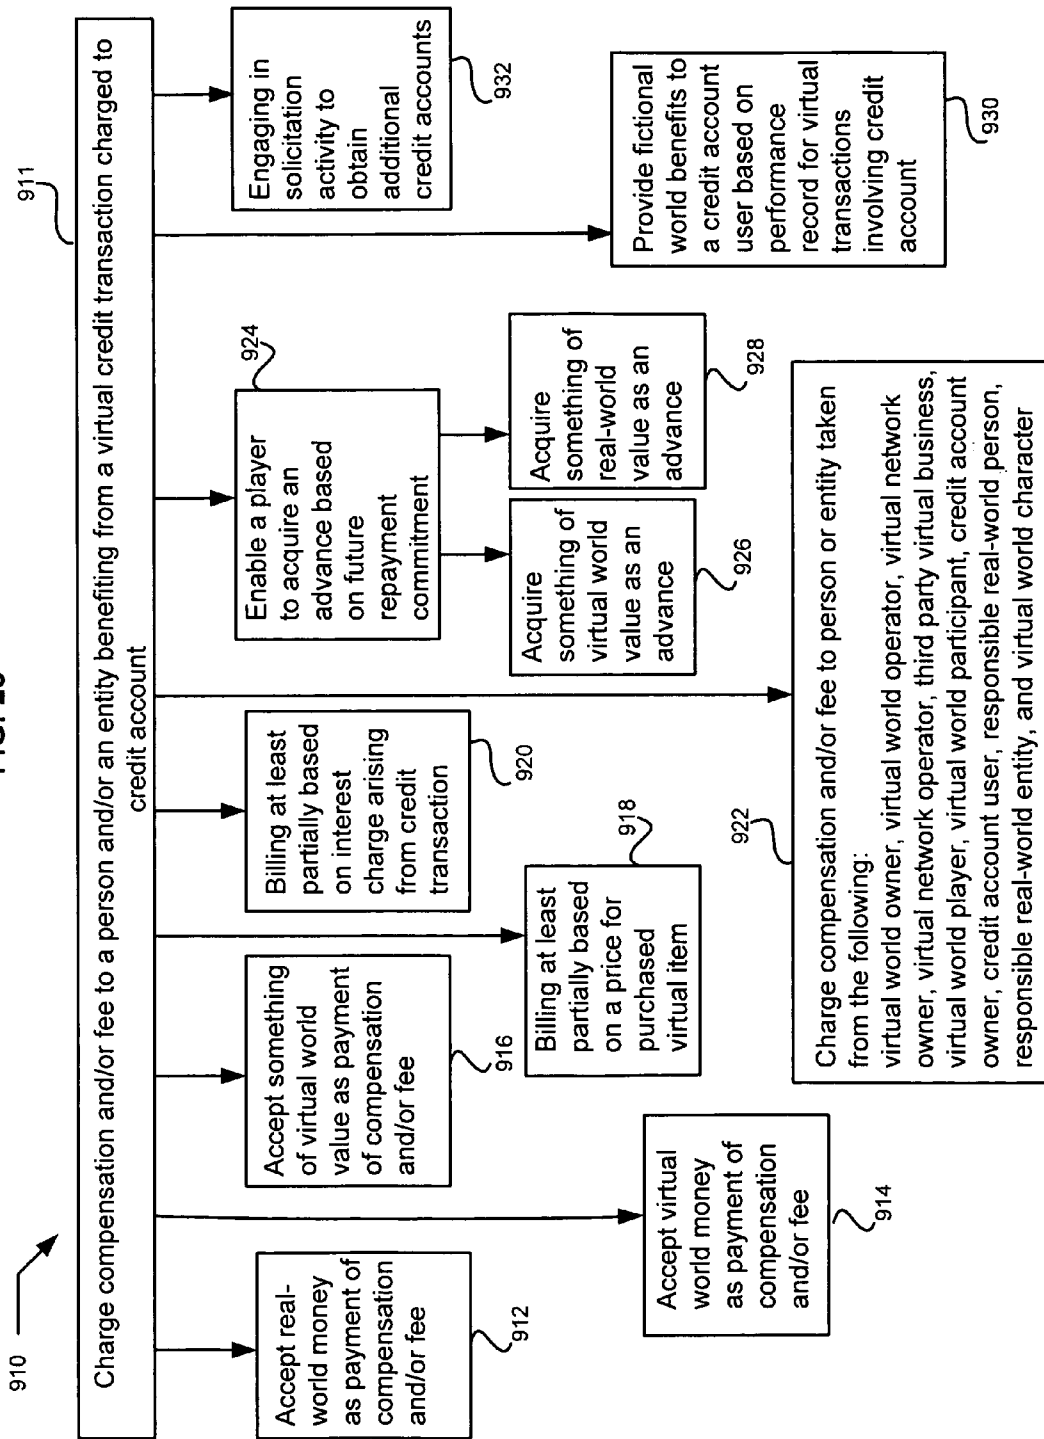 910
911
Charge compensation and/or fee to a person and/or an entity benefiting from a virtual credit transaction charged to
credit account
Accept real-
world money
as payment of
compensation
and/or fee
912
Accept virtual
world money
as payment of
compensation
and/or fee
914
Accept something
of virtual world
value as payment
of compensation
and/or fee
916
Billing at least
partially based
on a price for
purchased
virtual item
918
Billing at least
partially based
on interest
charge arising
from credit
transaction
920
922
Charge compensation and/or fee to person or entity taken
from the following:
virtual world owner, virtual world operator, virtual network
owner, virtual network operator, third party virtual business,
virtual world player, virtual world participant, credit account
owner, credit account user, responsible real-world person,
responsible real-world entity, and virtual world character
924
Enable a player
to acquire an
advance based
on future
repayment
commitment
Acquire
something of
virtual world
value as an
advance
926
Acquire
something of
real-world
value as an
advance
928
Provide fictional
world benefits to
a credit account
user based on
performance
record for virtual
transactions
involving credit
account
930
Engaging in
solicitation
activity to
obtain
additional
credit accounts
932